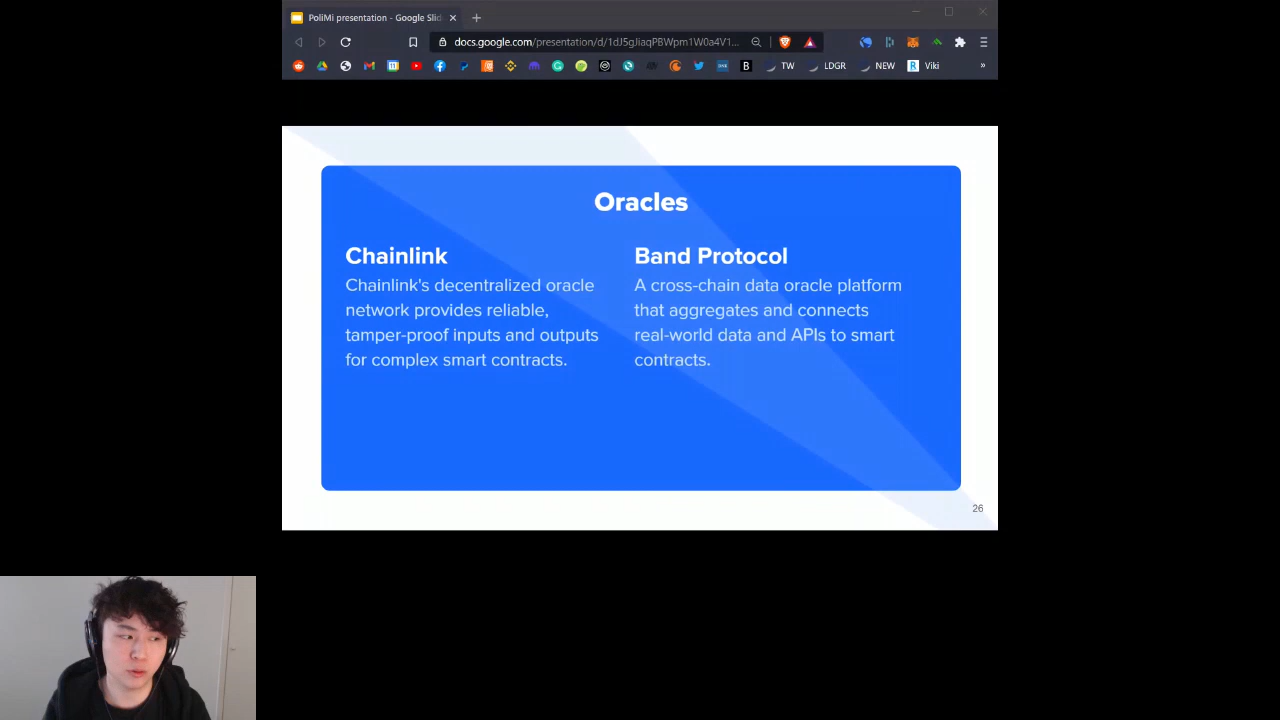 PoliMi presentation - Google Slid
docs.google.com/presentation/d/1dJ5gJiaqPBWpm1W0a4V1...
TW
LDGR
NEW
Viki
»
Oracles
Chainlink
Chainlink's decentralized oracle
network provides reliable,
tamper-proof inputs and outputs
for complex smart contracts.
Band Protocol
A cross-chain data oracle platform
that aggregates and connects
real-world data and APIs to smart
contracts.
26